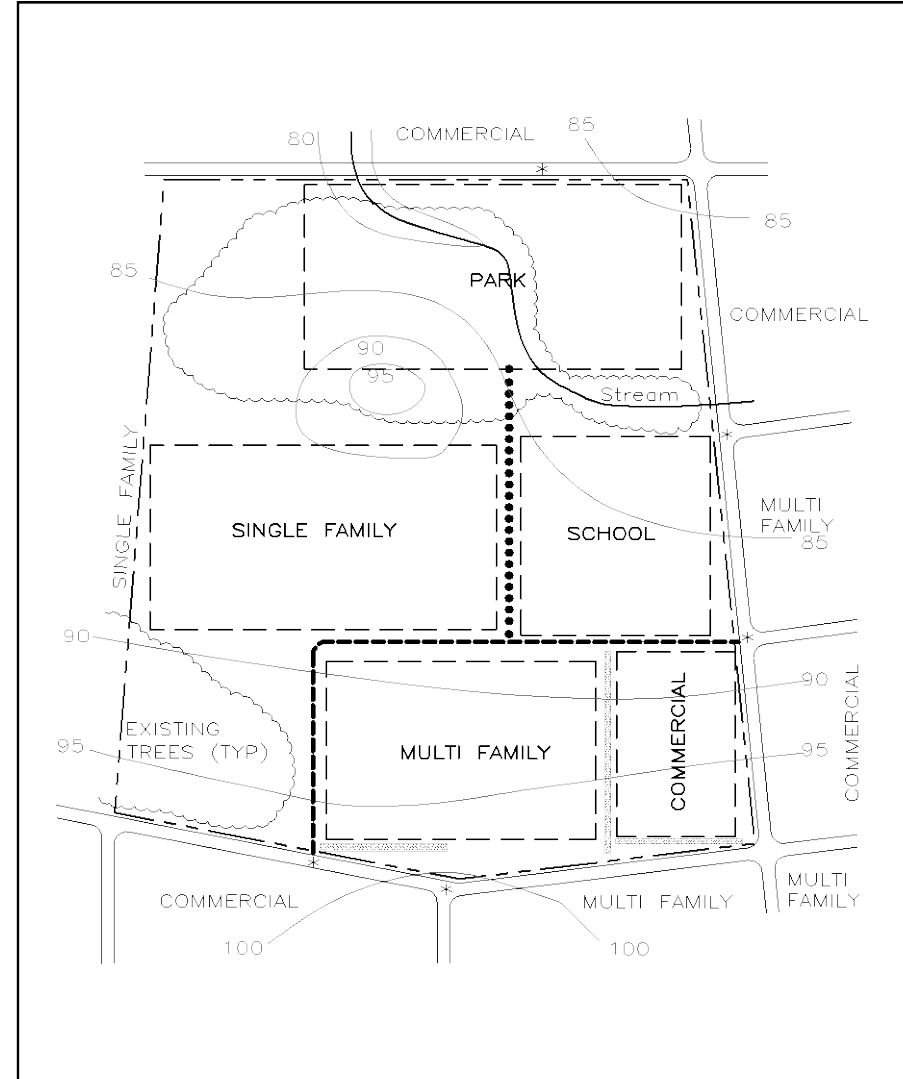 COMMERCIAL
85
80
85
PARK
85
COMMERCIAL
90
95
Stream
SINGLE FAMILY
SINGLE FAMILY
SCHOOL
MULTI
FAMILY
85
90
90
EXISTING
TREES (TYP)
95
MULTI FAMILY
COMMERCIAL
95
COMMERCIAL
COMMERCIAL
MULTI FAMILY
MULTI
FAMILY
100
100